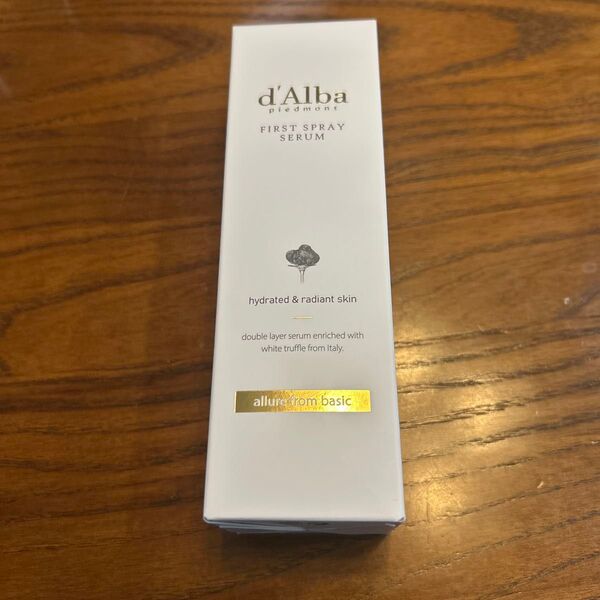 d'Alba
piedmont
FIRST SPRAY
SERUM
hydrated & radiant skin
double layer serum enriched with
white truffle from Italy.
allure from basic